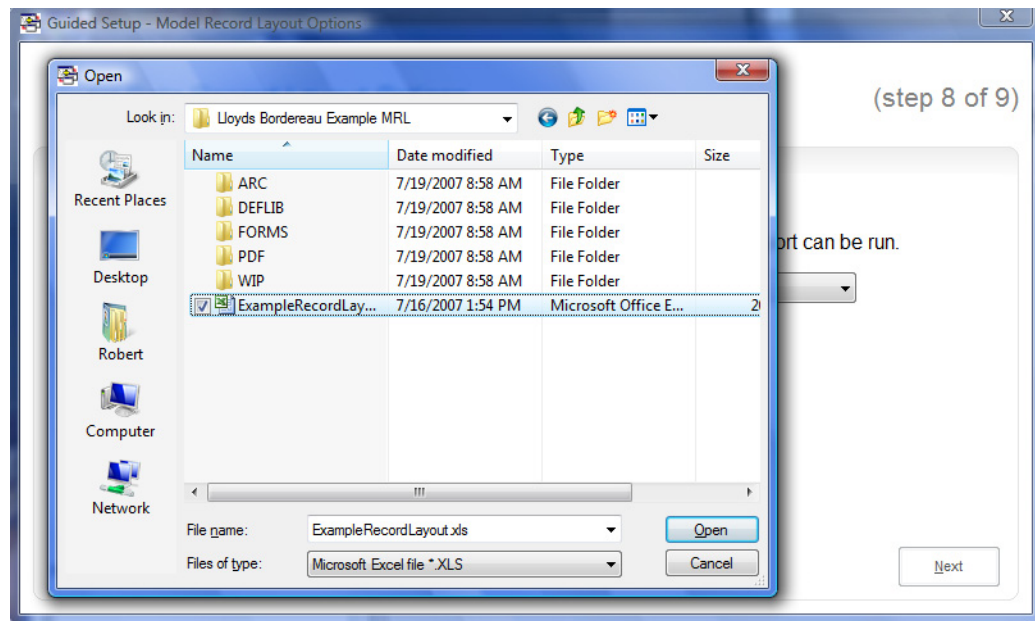 Guided Setup - Model Record Layout Options
Open
(step 8 of 9)
Look in: Lloyds Bordereau Example MRL
Name Date modified Type Size
Recent Places
ARC 7/19/2007 8:58 AM File Folder
DEFLIB 7/19/2007 8:58 AM File Folder
FORMS 7/19/2007 8:58 AM File Folder
ort can be run.
PDF 7/19/2007 8:58 AM File Folder
Desktop
WIP 7/19/2007 8:58 AM File Folder
ExampleRecordLay... 7/16/2007 1:54 PM Microsoft Office E... 2
Robert
Computer
Network
File name: ExampleRecordLayout.xls Open
Files of type: Microsoft Excel file *.XLS Cancel
Next